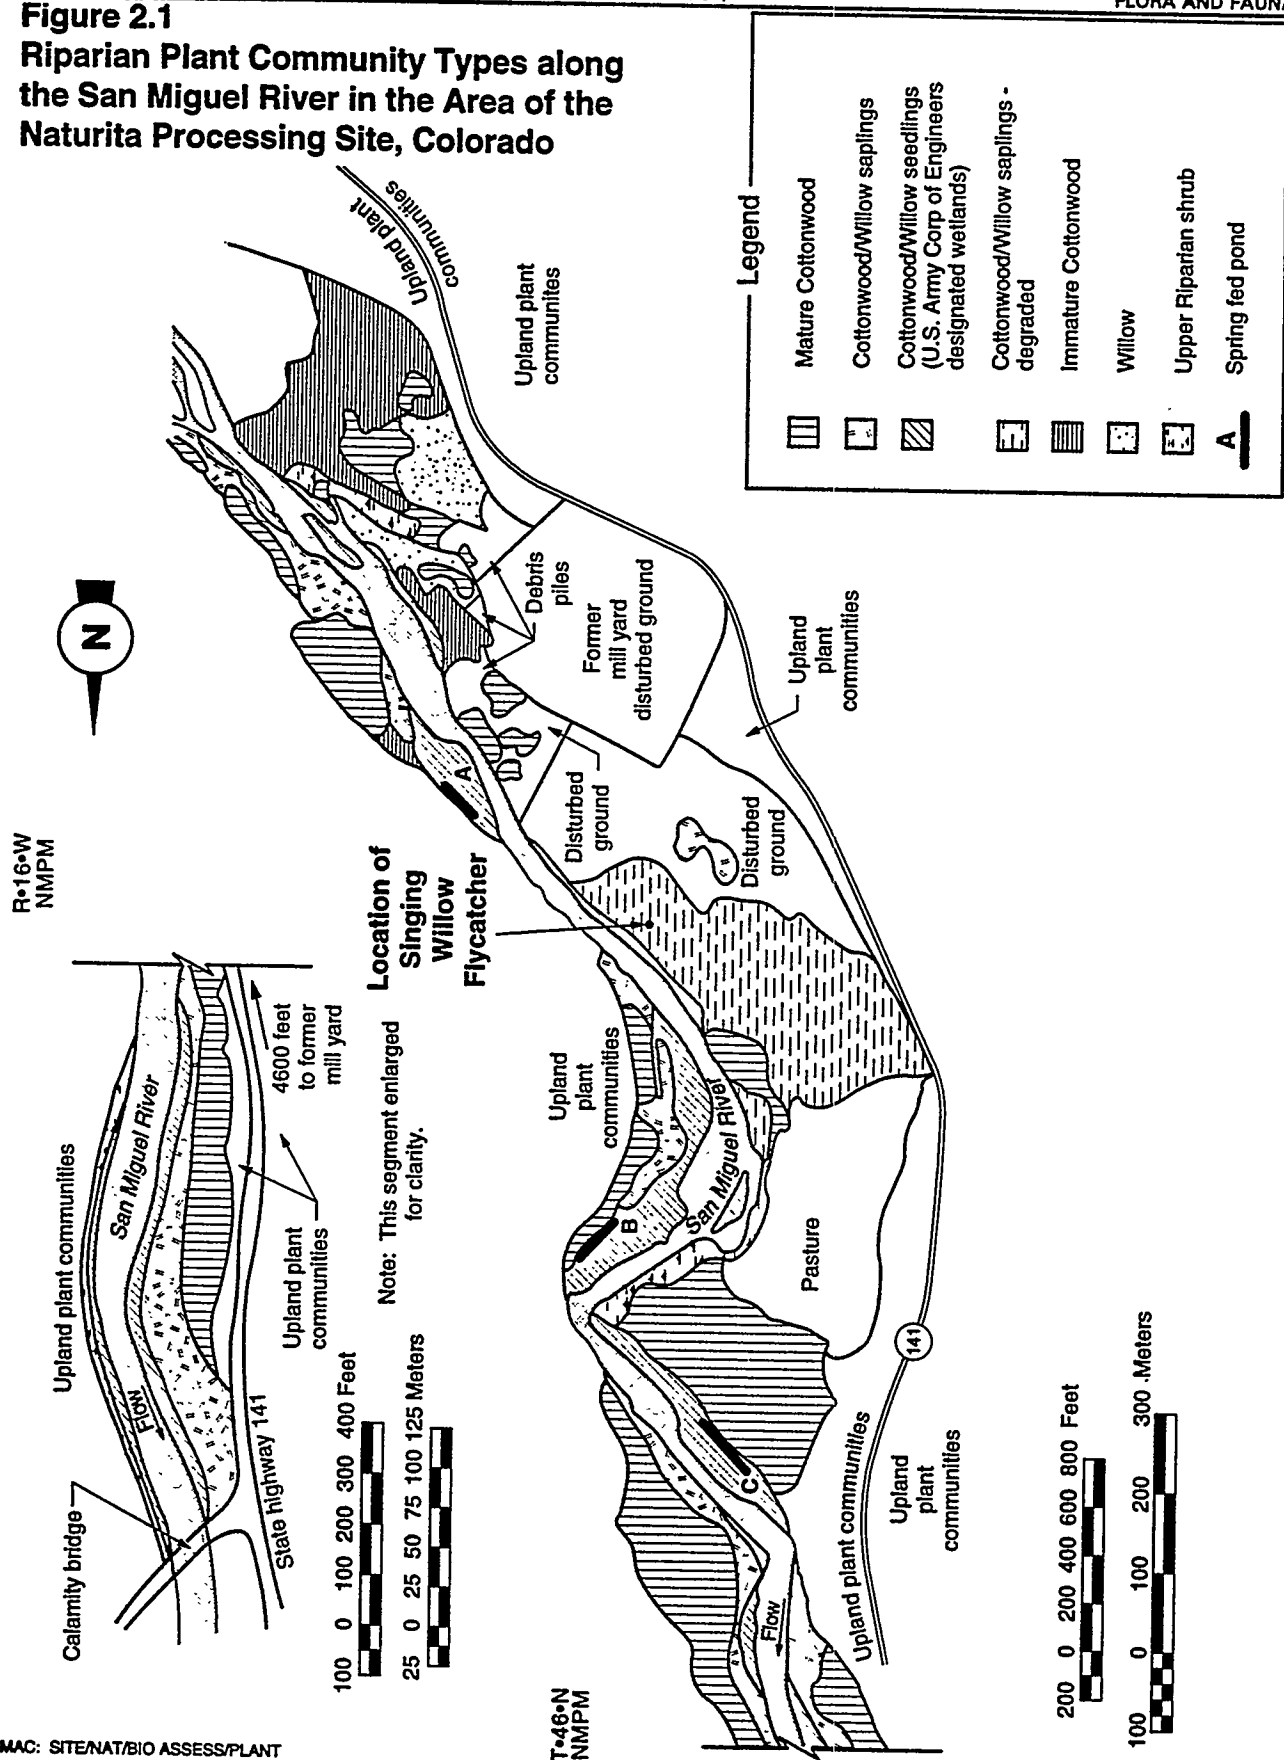 FLORA AND FAUNA
Figure 2.1
Riparian Plant Community Types along
the San Miguel River in the Area of the
Naturita Processing Site, Colorado
Legend
Mature Cottonwood
Cottonwood/Willow saplings
Cottonwood/Willow seedlings
(U.S. Army Corp of Engineers
designated wetlands)
Cottonwood/Willow saplings -
degraded
Immature Cottonwood
Willow
Upper Riparian shrub
A
Spring fed pond
Upland plant
communities
Upland plant
communites
N
R•16•W
NMPM
Debris
piles
Former
mill yard
disturbed ground
Upland
plant
communities
A
Disturbed
ground
Disturbed
ground
Location of
Singing
Willow
Flycatcher
Upland
plant
communities
San Miguel River
B
Pasture
141
C
Flow
Upland plant communities
Upland
plant
communities
Upland plant communities
San Miguel River
Flow
4600 feet
to former
mill yard
Upland plant
communities
Calamity bridge
State highway 141
Note: This segment enlarged
for clarity.
100 0 100 200 300 400 Feet
25 0 25 50 75 100 125 Meters
T•46•N
NMPM
200 0 200 400 600 800 Feet
100 0 100 200 300 .Meters
MAC: SITE/NAT/BIO ASSESS/PLANT